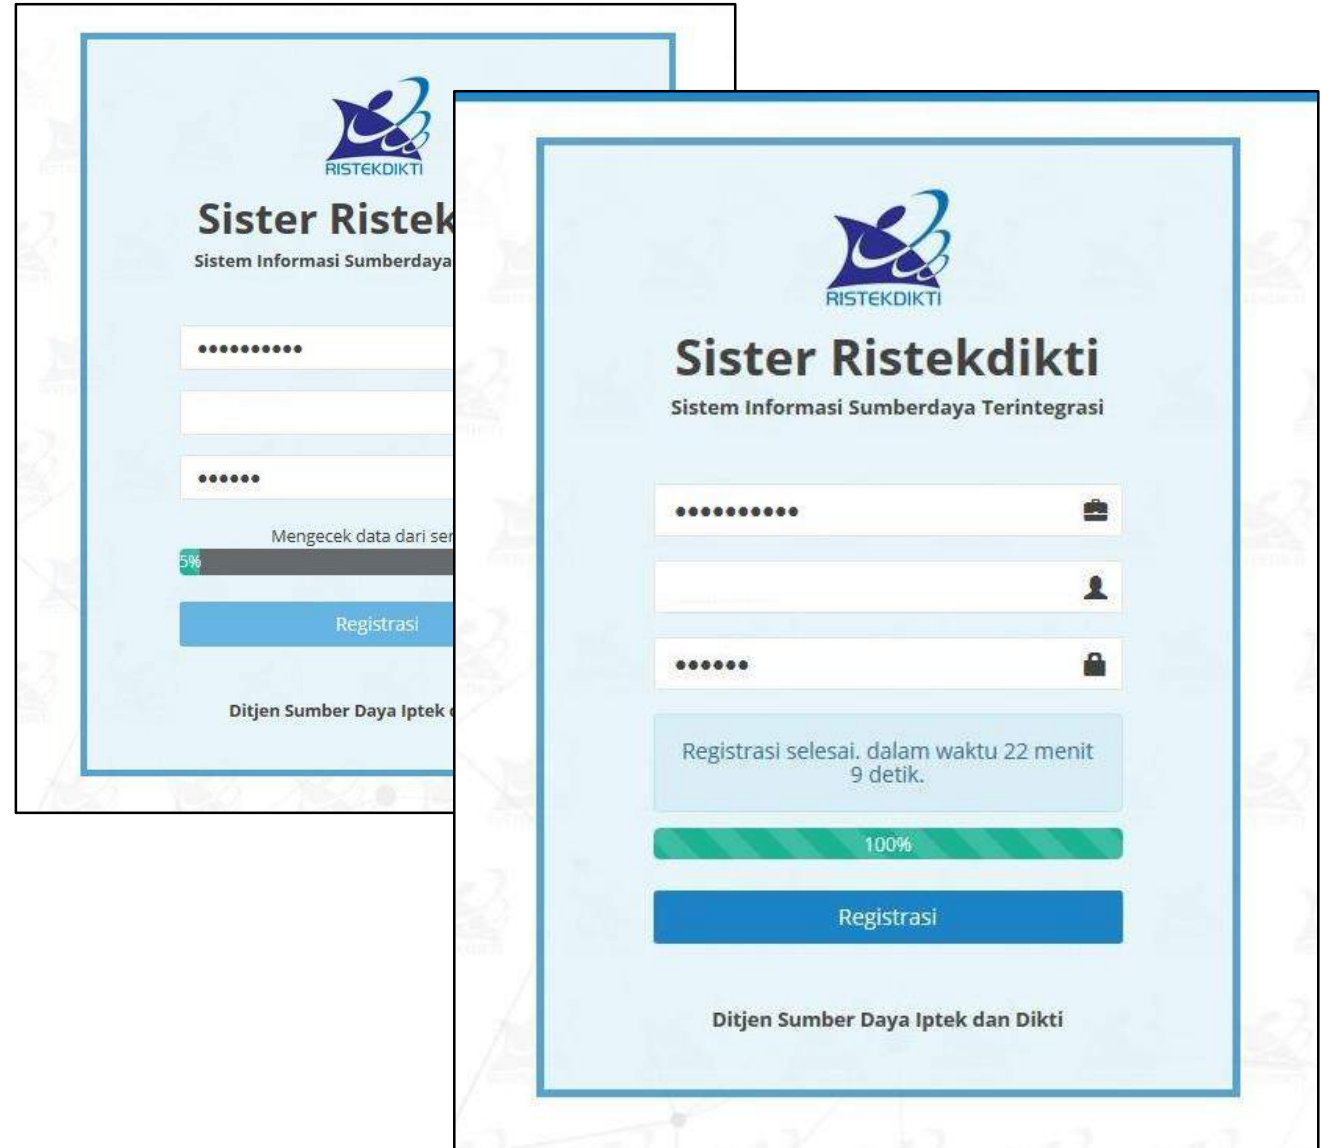 RISTEKDIKTI
Sister Ristek
Sistem Informasi Sumberdaya
••••••••••
••••••
Mengecek data dari ser
5%
Registrasi
Ditjen Sumber Daya Iptek
RISTEKDIKTI
Sister Ristekdikti
Sistem Informasi Sumberdaya Terintegrasi
••••••••••
••••••
Registrasi selesai. dalam waktu 22 menit
9 detik.
100%
Registrasi
Ditjen Sumber Daya Iptek dan Dikti